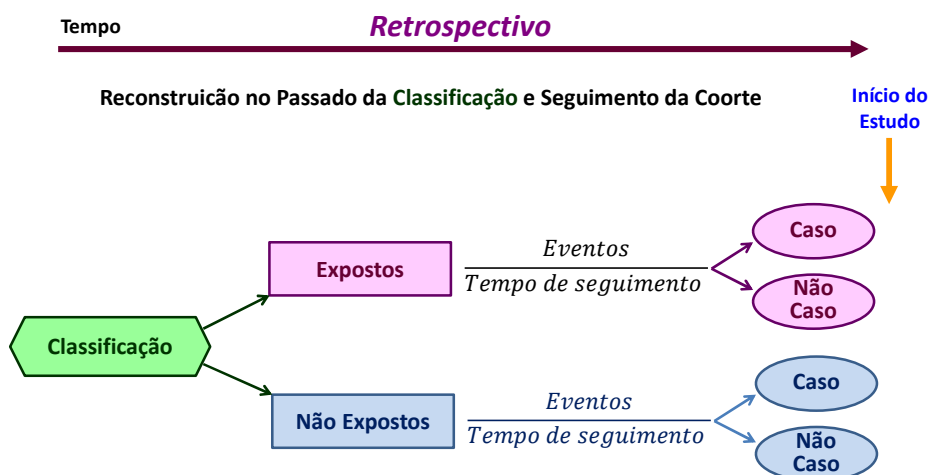 Tempo
Retrospectivo
Reconstruicão no Passado da Classificação e Seguimento da Coorte
Início do
Estudo
Caso
Expostos
Eventos
Tempo de seguimento
Não
Caso
Classificação
Não Expostos
Eventos
Tempo de seguimento
Caso
Não
Caso